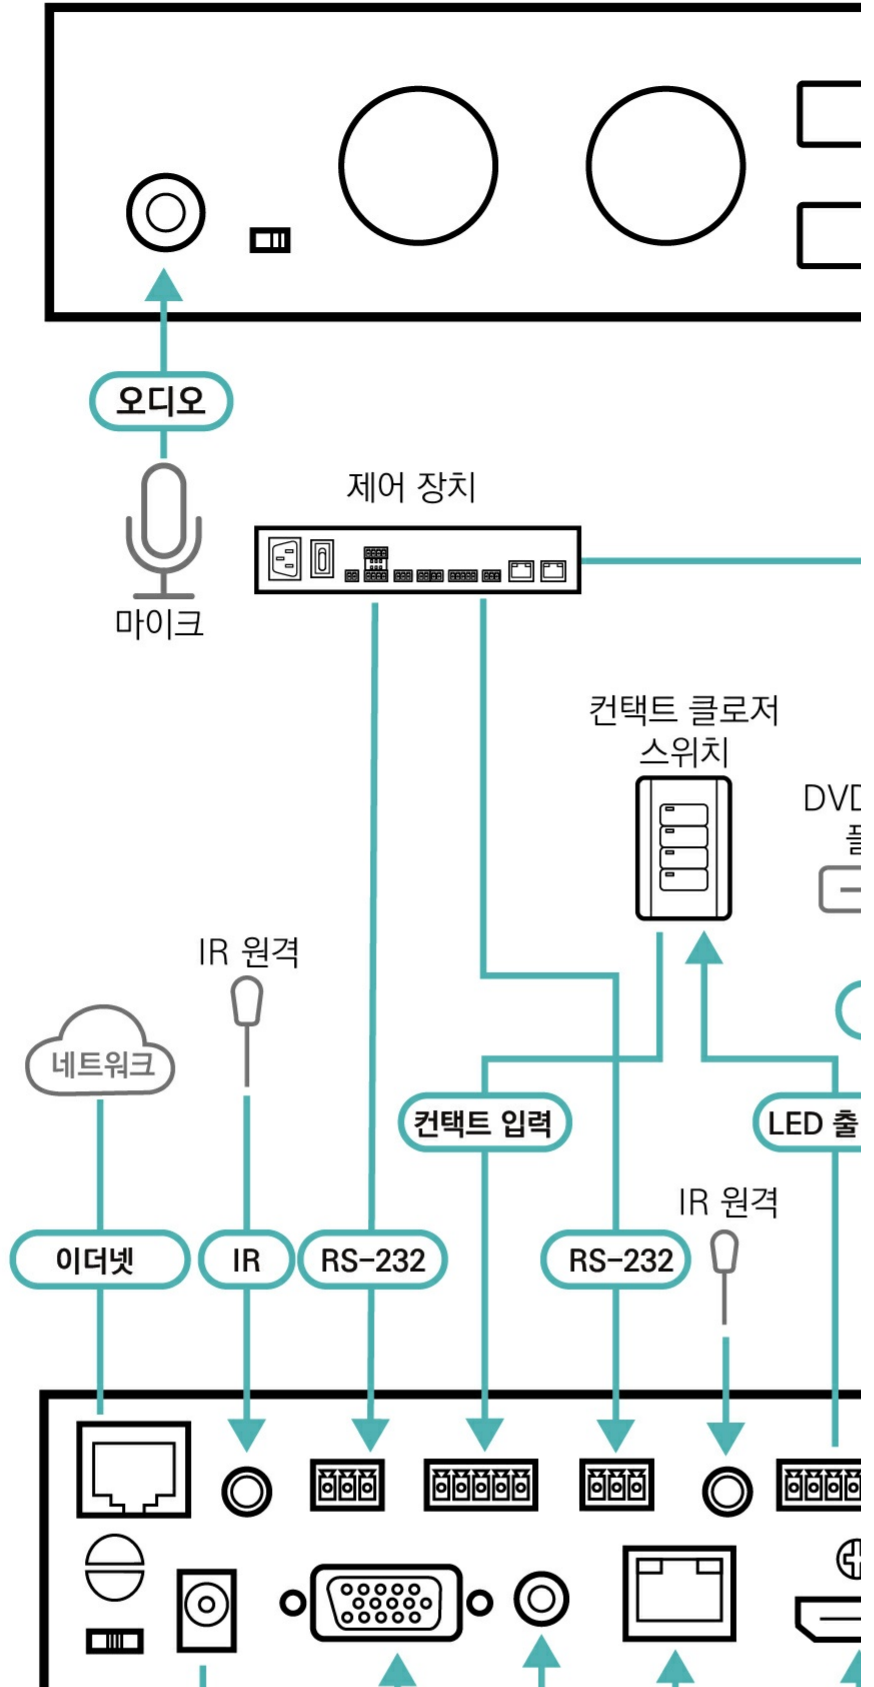 오디오
제어 장치
마이크
컨택트 클로저
스위치
DVD
IR 원격
네트워크
컨택트 입력
LED 출
IR 원격
이더넷
IR
RS-232
RS-232